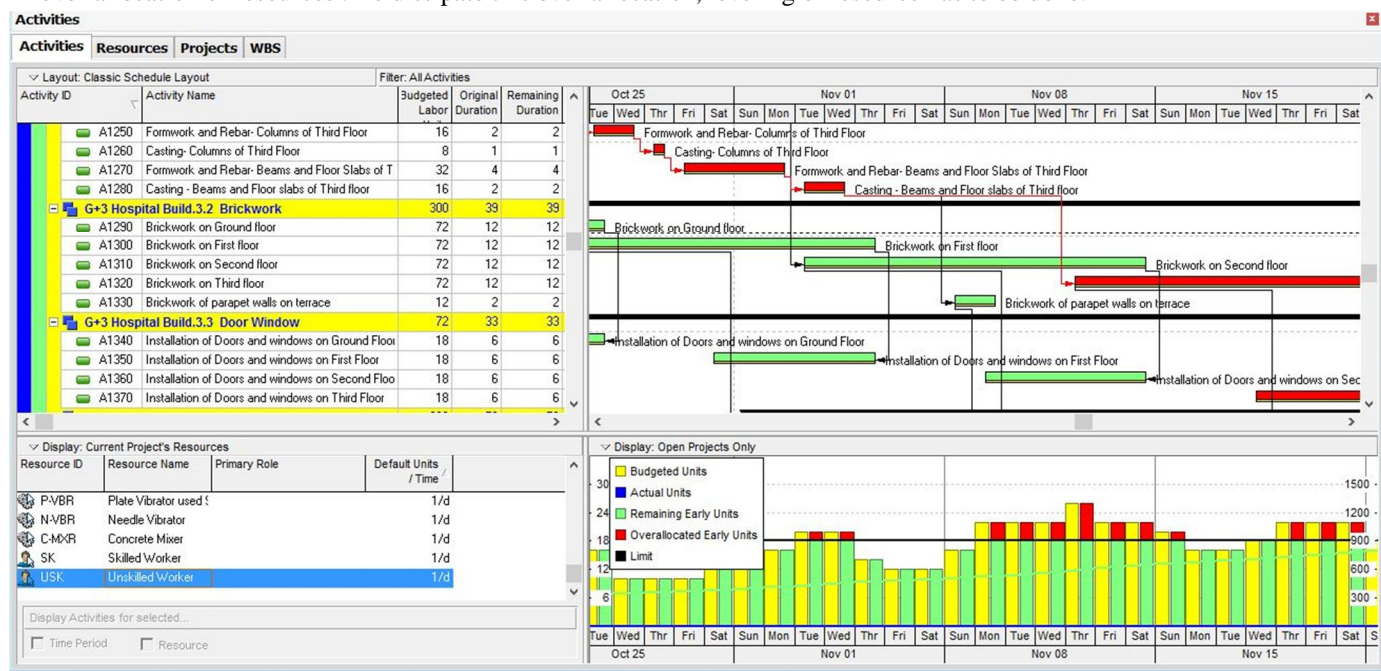 Activities
Activities Resources Projects WBS
Layout: Classic Schedule Layout Filter: All Activities
Activity ID Activity Name Budgeted Labor Original Duration Remaining Duration
A1250 Formwork and Rebar- Columns of Third Floor 16 2 2
A1260 Casting- Columns of Third Floor 8 1 1
A1270 Formwork and Rebar- Beams and Floor Slabs of T 32 4 4
A1280 Casting - Beams and Floor slabs of Third floor 16 2 2
G+3 Hospital Build.3.2 Brickwork 300 39 39
A1290 Brickwork on Ground floor 72 12 12
A1300 Brickwork on First floor 72 12 12
A1310 Brickwork on Second floor 72 12 12
A1320 Brickwork on Third floor 72 12 12
A1330 Brickwork of parapet walls on terrace 12 2 2
G+3 Hospital Build.3.3 Door Window 72 33 33
A1340 Installation of Doors and windows on Ground Floor 18 6 6
A1350 Installation of Doors and windows on First Floor 18 6 6
A1360 Installation of Doors and windows on Second Floo 18 6 6
A1370 Installation of Doors and windows on Third Floor 18 6 6
Oct 25 Nov 01 Nov 08 Nov 15
Tue Wed Thr Fri Sat Sun Mon Tue Wed Thr Fri Sat Sun Mon Tue Wed Thr Fri Sat Sun Mon Tue Wed Thr Fri Sat
Formwork and Rebar- Columns of Third Floor
Casting- Columns of Third Floor
Formwork and Rebar- Beams and Floor Slabs of Third Floor
Casting - Beams and Floor slabs of Third floor
Brickwork on Ground floor
Brickwork on First floor
Brickwork on Second floor
Brickwork of parapet walls on terrace
Installation of Doors and windows on Ground Floor
Installation of Doors and windows on First Floor
Installation of Doors and windows on Sec
Display: Current Project's Resources
Resource ID Resource Name Primary Role Default Units / Time
P-VBR Plate Vibrator used 1/d
N-VBR Needle Vibrator 1/d
C-MXR Concrete Mixer 1/d
SK Skilled Worker 1/d
USK Unskilled Worker 1/d
Display Activities for selected...
Time Period Resource
Display: Open Projects Only
Budgeted Units
Actual Units
Remaining Early Units
Overallocated Early Units
Limit
30 1500
24 1200
18 900
12 600
6 300
Tue Wed Thr Fri Sat Sun Mon Tue Wed Thr Fri Sat Sun Mon Tue Wed Thr Fri Sat Sun Mon Tue Wed Thr Fri Sat S
Oct 25 Nov 01 Nov 08 Nov 15